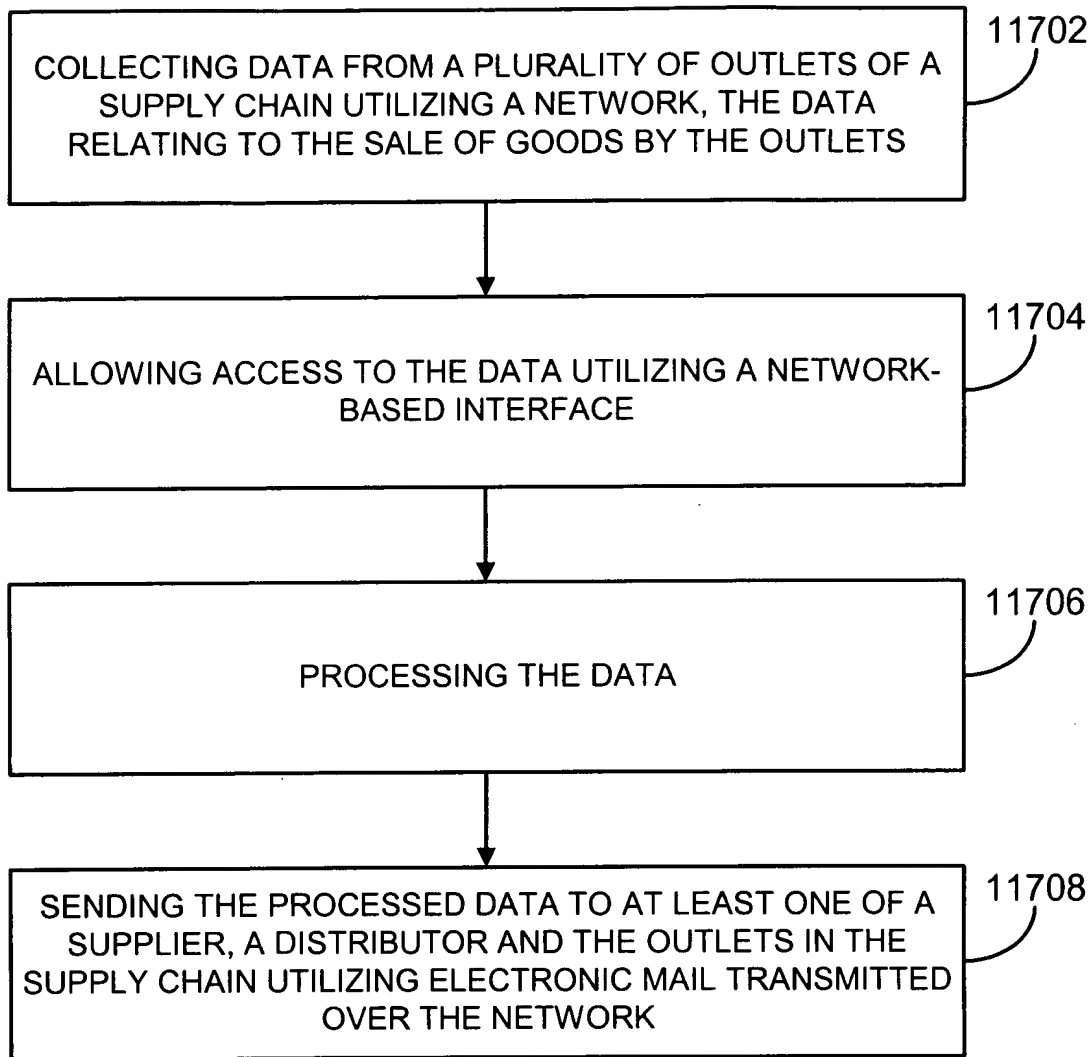 11702
COLLECTING DATA FROM A PLURALITY OF OUTLETS OF A
SUPPLY CHAIN UTILIZING A NETWORK, THE DATA
RELATING TO THE SALE OF GOODS BY THE OUTLETS
11704
ALLOWING ACCESS TO THE DATA UTILIZING A NETWORK-
BASED INTERFACE
11706
PROCESSING THE DATA
11708
SENDING THE PROCESSED DATA TO AT LEAST ONE OF A
SUPPLIER, A DISTRIBUTOR AND THE OUTLETS IN THE
SUPPLY CHAIN UTILIZING ELECTRONIC MAIL TRANSMITTED
OVER THE NETWORK